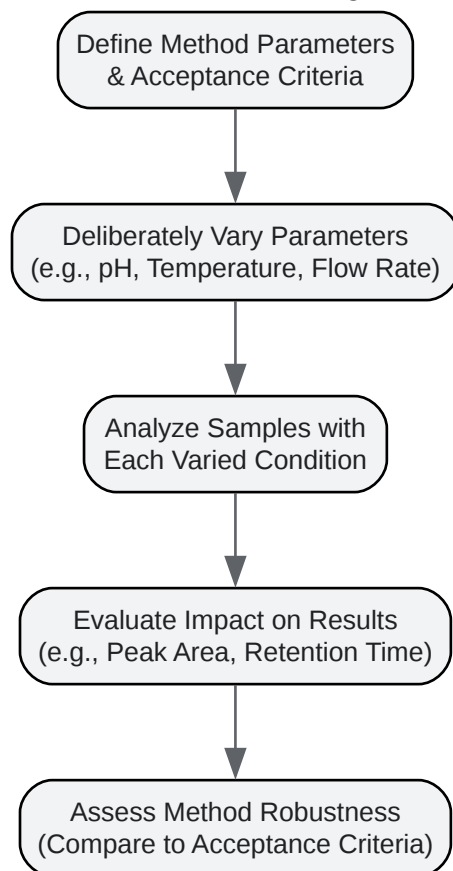 Define Method Parameters
& Acceptance Criteria
Deliberately Vary Parameters
(e.g., pH, Temperature, Flow Rate)
Analyze Samples with
Each Varied Condition
Evaluate Impact on Results
(e.g., Peak Area, Retention Time)
Assess Method Robustness
(Compare to Acceptance Criteria)